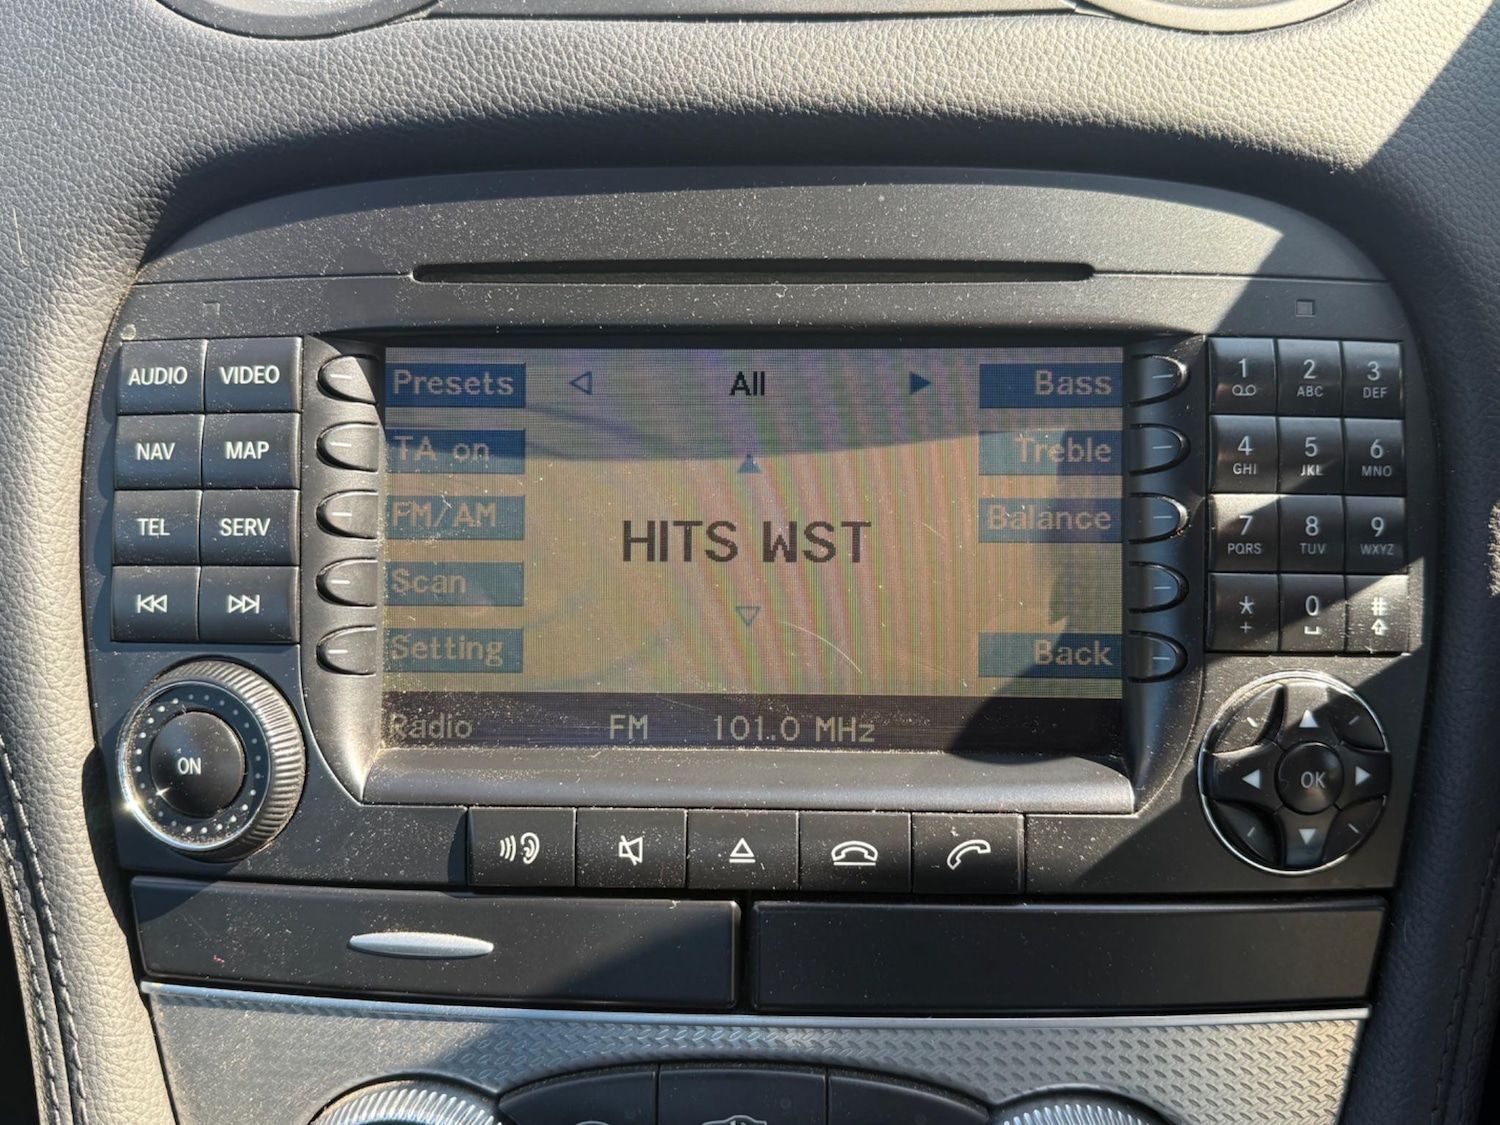 AUDIO VIDEO
NAV MAP
TEL SERV
ON
Presets All Bass
TA on Treble
FM/AM HITS WST Balance
Scan
Setting Back
Radio FM 101.0 MHz
1 2 ABC 3 DEF
4 GHI 5 JKL 6 MNO
7 PQRS 8 TUV 9 WXYZ
* + 0 #
OK